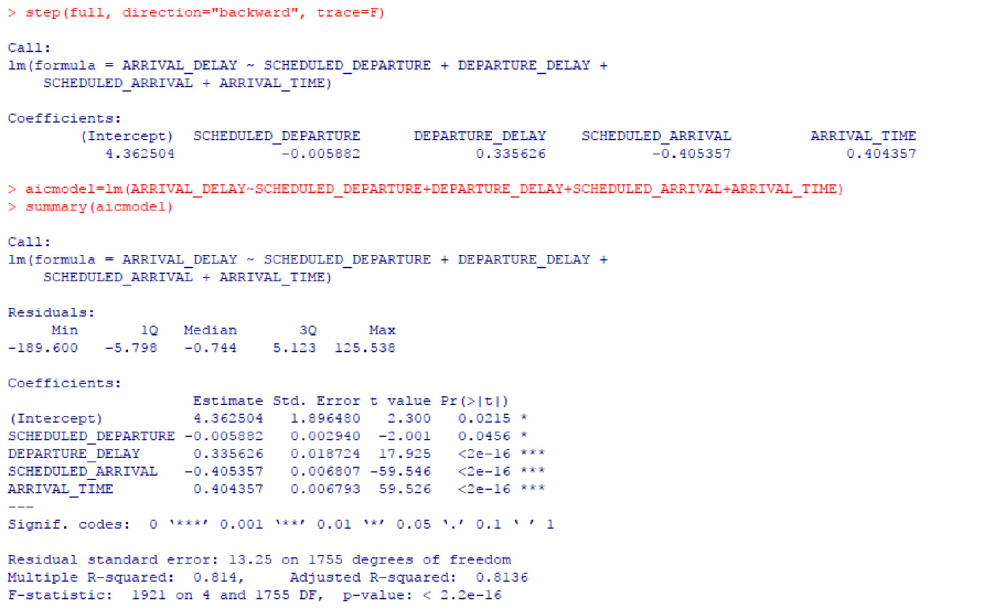 > step(full, direction="backward", trace=F)
Call:
lm(formula = ARRIVAL_DELAY ~ SCHEDULED_DEPARTURE + DEPARTURE_DELAY +
    SCHEDULED_ARRIVAL + ARRIVAL_TIME)
Coefficients:
        (Intercept)  SCHEDULED_DEPARTURE      DEPARTURE_DELAY    SCHEDULED_ARRIVAL         ARRIVAL_TIME
           4.362504            -0.005882             0.335626            -0.405357             0.404357
> aicmodel=lm(ARRIVAL_DELAY~SCHEDULED_DEPARTURE+DEPARTURE_DELAY+SCHEDULED_ARRIVAL+ARRIVAL_TIME)
> summary(aicmodel)
Call:
lm(formula = ARRIVAL_DELAY ~ SCHEDULED_DEPARTURE + DEPARTURE_DELAY +
    SCHEDULED_ARRIVAL + ARRIVAL_TIME)
Residuals:
     Min       1Q   Median       3Q      Max
-189.600   -5.798   -0.744    5.123  125.538
Coefficients:
                     Estimate Std. Error t value Pr(>|t|)
(Intercept)          4.362504   1.896480   2.300   0.0215 *
SCHEDULED_DEPARTURE -0.005882   0.002940  -2.001   0.0456 *
DEPARTURE_DELAY      0.335626   0.018724  17.925   <2e-16 ***
SCHEDULED_ARRIVAL   -0.405357   0.006807 -59.546   <2e-16 ***
ARRIVAL_TIME         0.404357   0.006793  59.526   <2e-16 ***
---
Signif. codes:  0 ‘***’ 0.001 ‘**’ 0.01 ‘*’ 0.05 ‘.’ 0.1 ‘ ’ 1
Residual standard error: 13.25 on 1755 degrees of freedom
Multiple R-squared:  0.814,     Adjusted R-squared:  0.8136
F-statistic:  1921 on 4 and 1755 DF,  p-value: < 2.2e-16